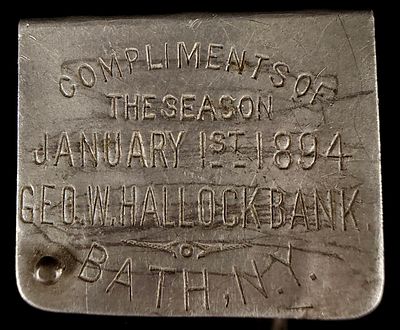 COMPLIMENTS OF
THE SEASON
JANUARY 1ST 1894
GEO. W. HALLOCK BANK.
BATH, N.Y.